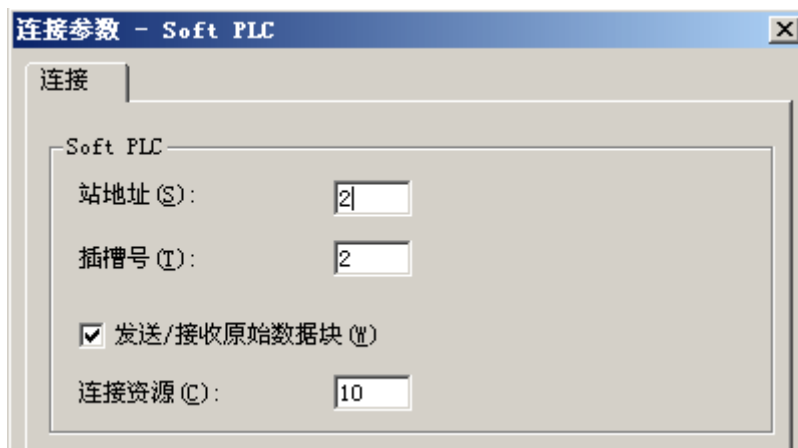 连接参数 - Soft PLC
连接
Soft PLC
站地址(S): 2
插槽号(T): 2
发送/接收原始数据块(W)
连接资源(C): 10